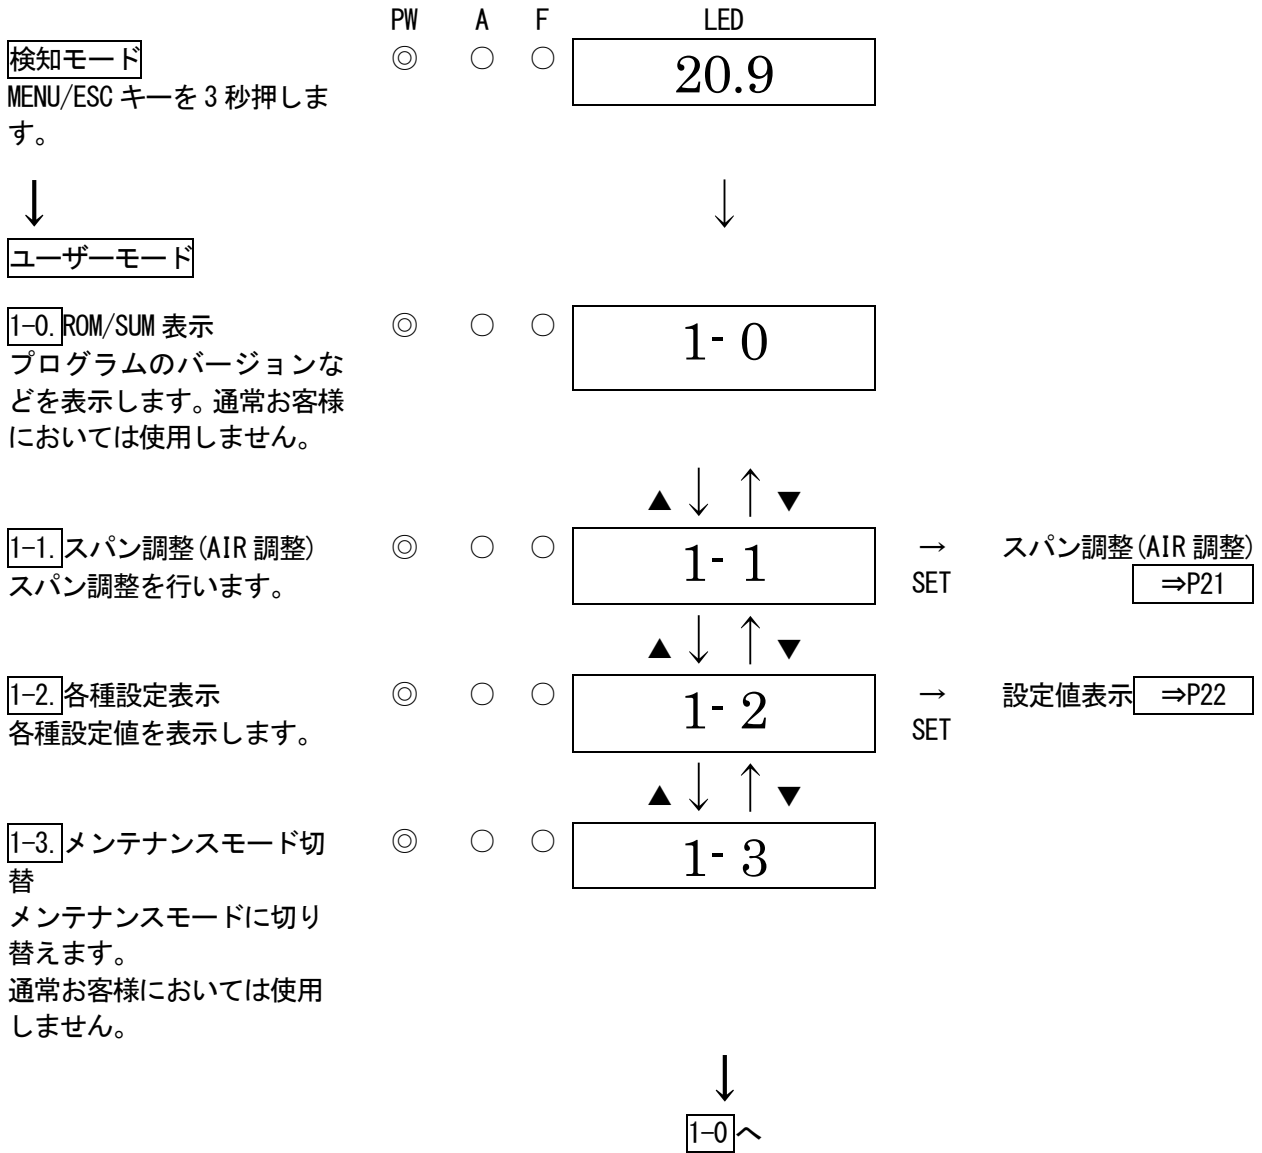 PW A F LED
検知モード ◎ ○ ○ 20.9
MENU/ESC キーを 3 秒押しま
す。
↓ ↓
ユーザーモード
1-0. ROM/SUM 表示 ◎ ○ ○ 1- 0
プログラムのバージョンな
どを表示します。通常お客様
においては使用しません。
▲ ↓ ↑ ▼
1-1. スパン調整(AIR 調整) ◎ ○ ○ 1- 1 → スパン調整(AIR 調整)
スパン調整を行います。 SET ⇒P21
▲ ↓ ↑ ▼
1-2. 各種設定表示 ◎ ○ ○ 1- 2 → 設定値表示 ⇒P22
各種設定値を表示します。 SET
▲ ↓ ↑ ▼
1-3. メンテナンスモード切 ◎ ○ ○ 1- 3
替
メンテナンスモードに切り
替えます。
通常お客様においては使用
しません。
↓
1-0 へ